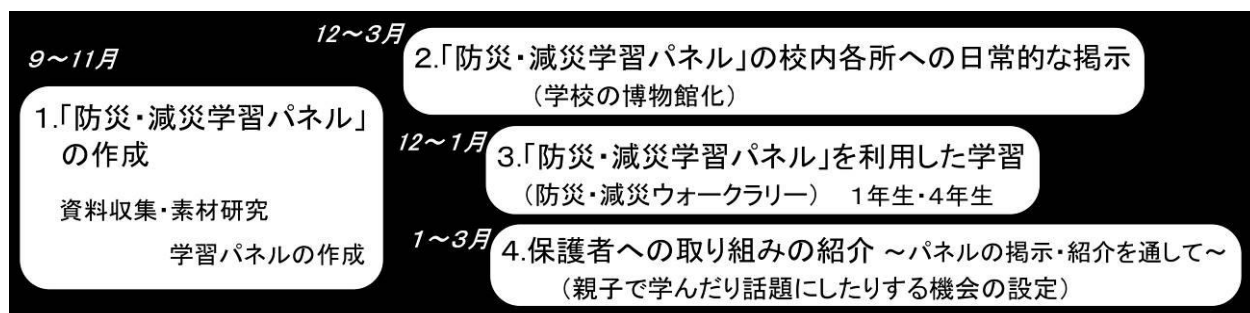 9～11月
1.「防災・減災学習パネル」
の作成
資料収集・素材研究
学習パネルの作成
12～3月
2.「防災・減災学習パネル」の校内各所への日常的な掲示
（学校の博物館化）
12～1月
3.「防災・減災学習パネル」を利用した学習
（防災・減災ウォークラリー）　1年生・4年生
1～3月
4.保護者への取り組みの紹介 ～パネルの掲示・紹介を通して～
（親子で学んだり話題にしたりする機会の設定）